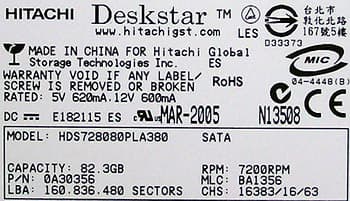 HITACHI Deskstar™
www.hitachigst.com
LES
D33373
台北市
敦化北路
167號5樓
MADE IN CHINA FOR Hitachi Global
Storage Technologies Inc. ES
WARRANTY VOID IF ANY LABEL/
SCREW IS REMOVED OR BROKEN
RoHS
MIC
04-4448(B)
RATED: 5V 620mA.12V 600mA
DC E182115 ES MAR-2005 N13508
MODEL: HDS728080PLA380 SATA
CAPACITY: 82.3GB RPM: 7200RPM
P/N: 0A30356 MLC: BA1356
LBA: 160.836.480 SECTORS CHS: 16383/16/63